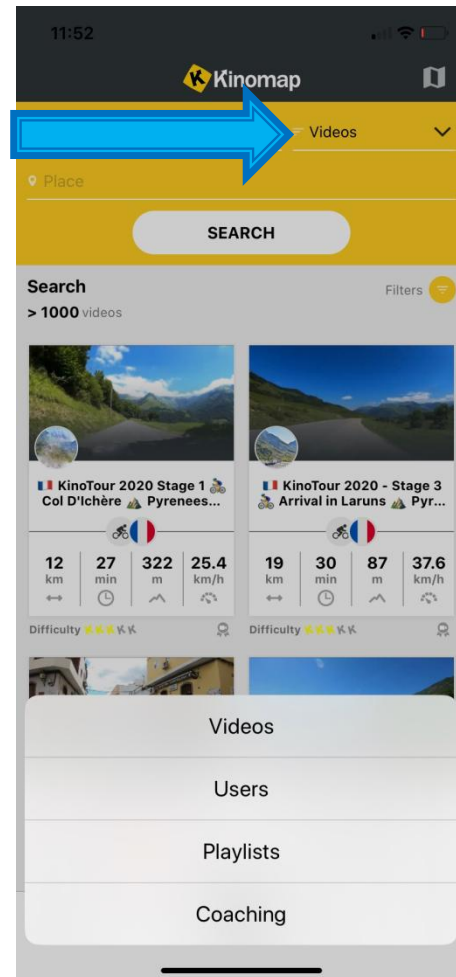 11:52
Kinomap
Videos
Place
SEARCH
Search
Filters
> 1000 videos
KinoTour 2020 Stage 1
Col D'Ichère Pyrenees...
12 27 322 25.4
km min m km/h
Difficulty
KinoTour 2020 - Stage 3
Arrival in Laruns Pyr...
19 30 87 37.6
km min m km/h
Difficulty
Videos
Users
Playlists
Coaching